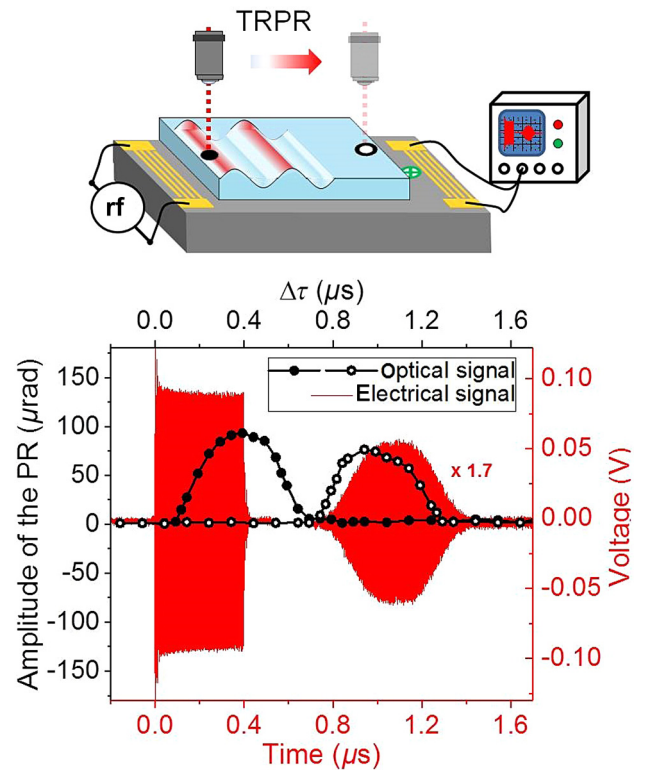 TRPR
rf
Δτ (µs)
0.0 0.4 0.8 1.2 1.6
Amplitude of the PR (µrad)
150
100
50
0
-50
-100
-150
Optical signal
Electrical signal
x 1.7
0.10
0.05
0.00
-0.05
-0.10
Voltage (V)
0.0 0.4 0.8 1.2 1.6
Time (µs)